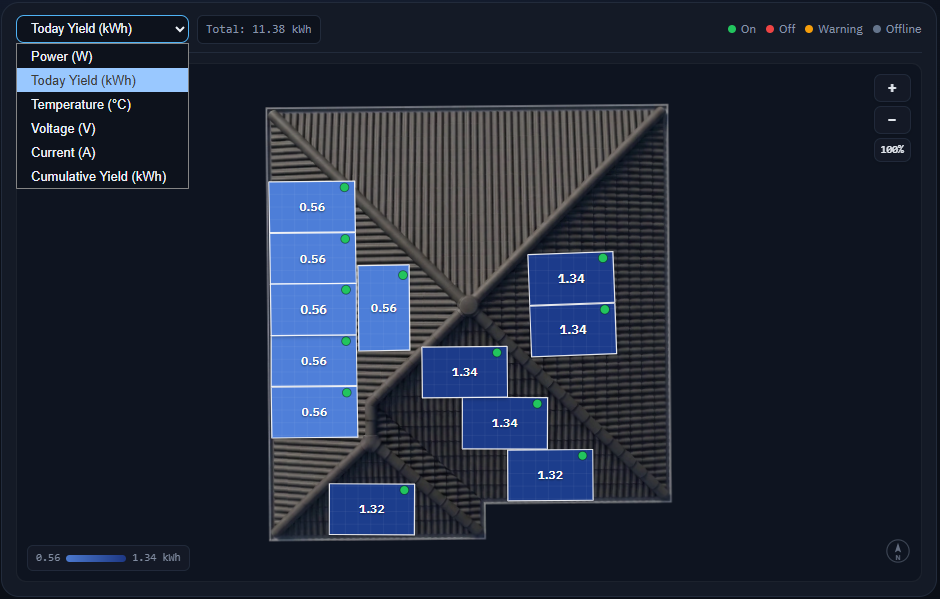 Today Yield (kWh)
Total: 11.38 kWh
On
Off
Warning
Offline
Power (W)
Today Yield (kWh)
Temperature (°C)
Voltage (V)
Current (A)
Cumulative Yield (kWh)
+
−
100%
0.56
0.56
0.56
0.56
0.56
0.56
1.34
1.34
1.34
1.34
1.32
1.32
0.56
1.34 kWh
N